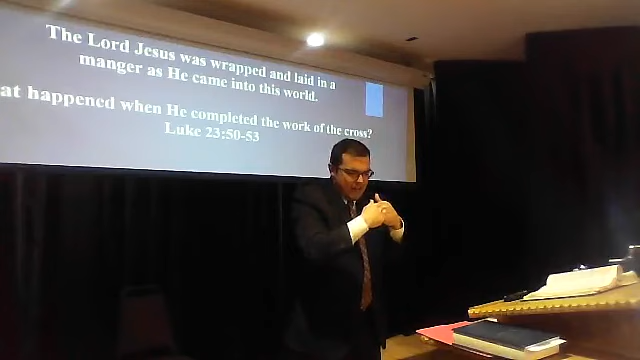 The Lord Jesus was wrapped and laid in a
manger as He came into this world.
at happened when He completed the work of the cross?
Luke 23:50-53